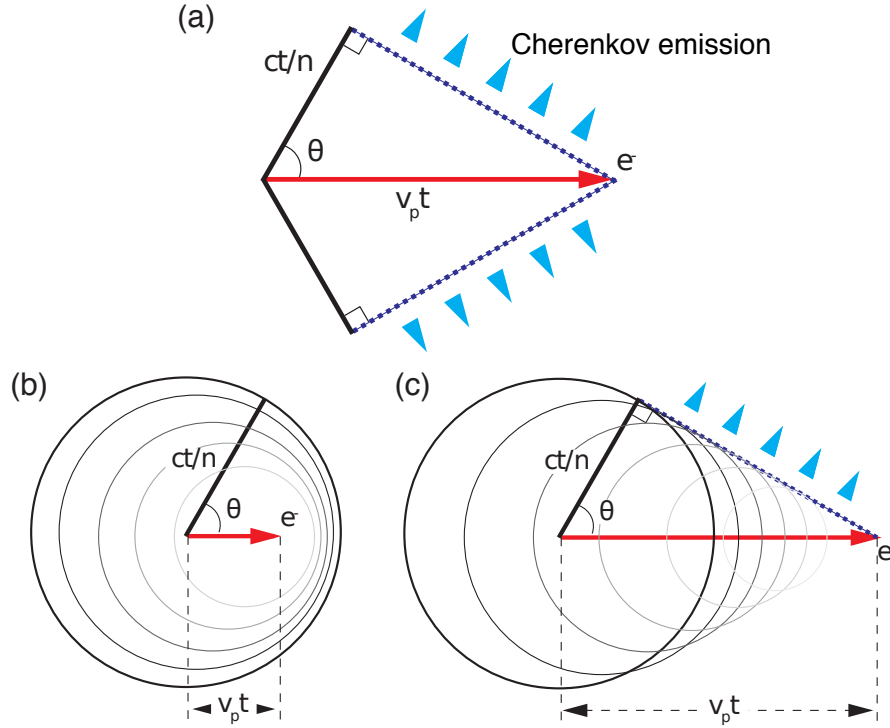 (a)
ct/n
Cherenkov emission
θ
e-
vpt
(b)
ct/n
θ
e-
vpt
(c)
ct/n
θ
e
vpt